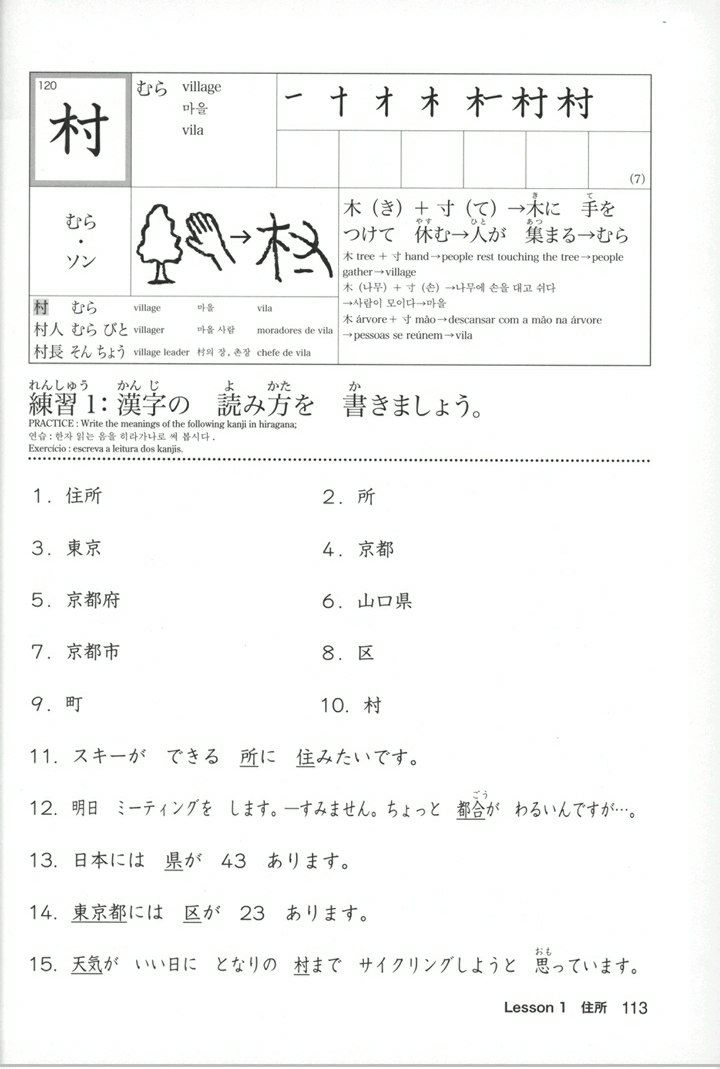 120
村
むら village
마을
vila
一 十 オ 木 村 村
(7)
むら
・
ソン
木（き）＋寸（て）→木に 手を
き て
つけて 休む→人が 集まる→むら
やす ひと あつ
木 tree + 寸 hand→people rest touching the tree→people
gather→village
木 (나무) + 寸 (손) →나무에 손을 대고 쉬다
→사람이 모이다→마을
木 árvore + 寸 mão→descansar com a mão na árvore
→pessoas se reúnem→vila
村 むら village 마을 vila
村人 むら びと villager 마을 사람 moradores de vila
村長 そん ちょう village leader 村의 장, 촌장 chefe de vila
れんしゅう かん じ よ かた か
練習 1：漢字の 読み方を 書きましょう。
PRACTICE : Write the meanings of the following kanji in hiragana;
연습 : 한자 읽는 음을 히라가나로 써 봅시다 .
Exercício : escreva a leitura dos kanjis.
1. 住所 2. 所
3. 東京 4. 京都
5. 京都府 6. 山口県
7. 京都市 8. 区
9. 町 10. 村
11. スキーが できる 所に 住みたいです。
ごう
12. 明日 ミーティングを します。―すみません。ちょっと 都合が わるいんですが…。
13. 日本には 県が 43 あります。
14. 東京都には 区が 23 あります。
おも
15. 天気が いい日に となりの 村まで サイクリングしようと 思っています。
Lesson 1 住所 113